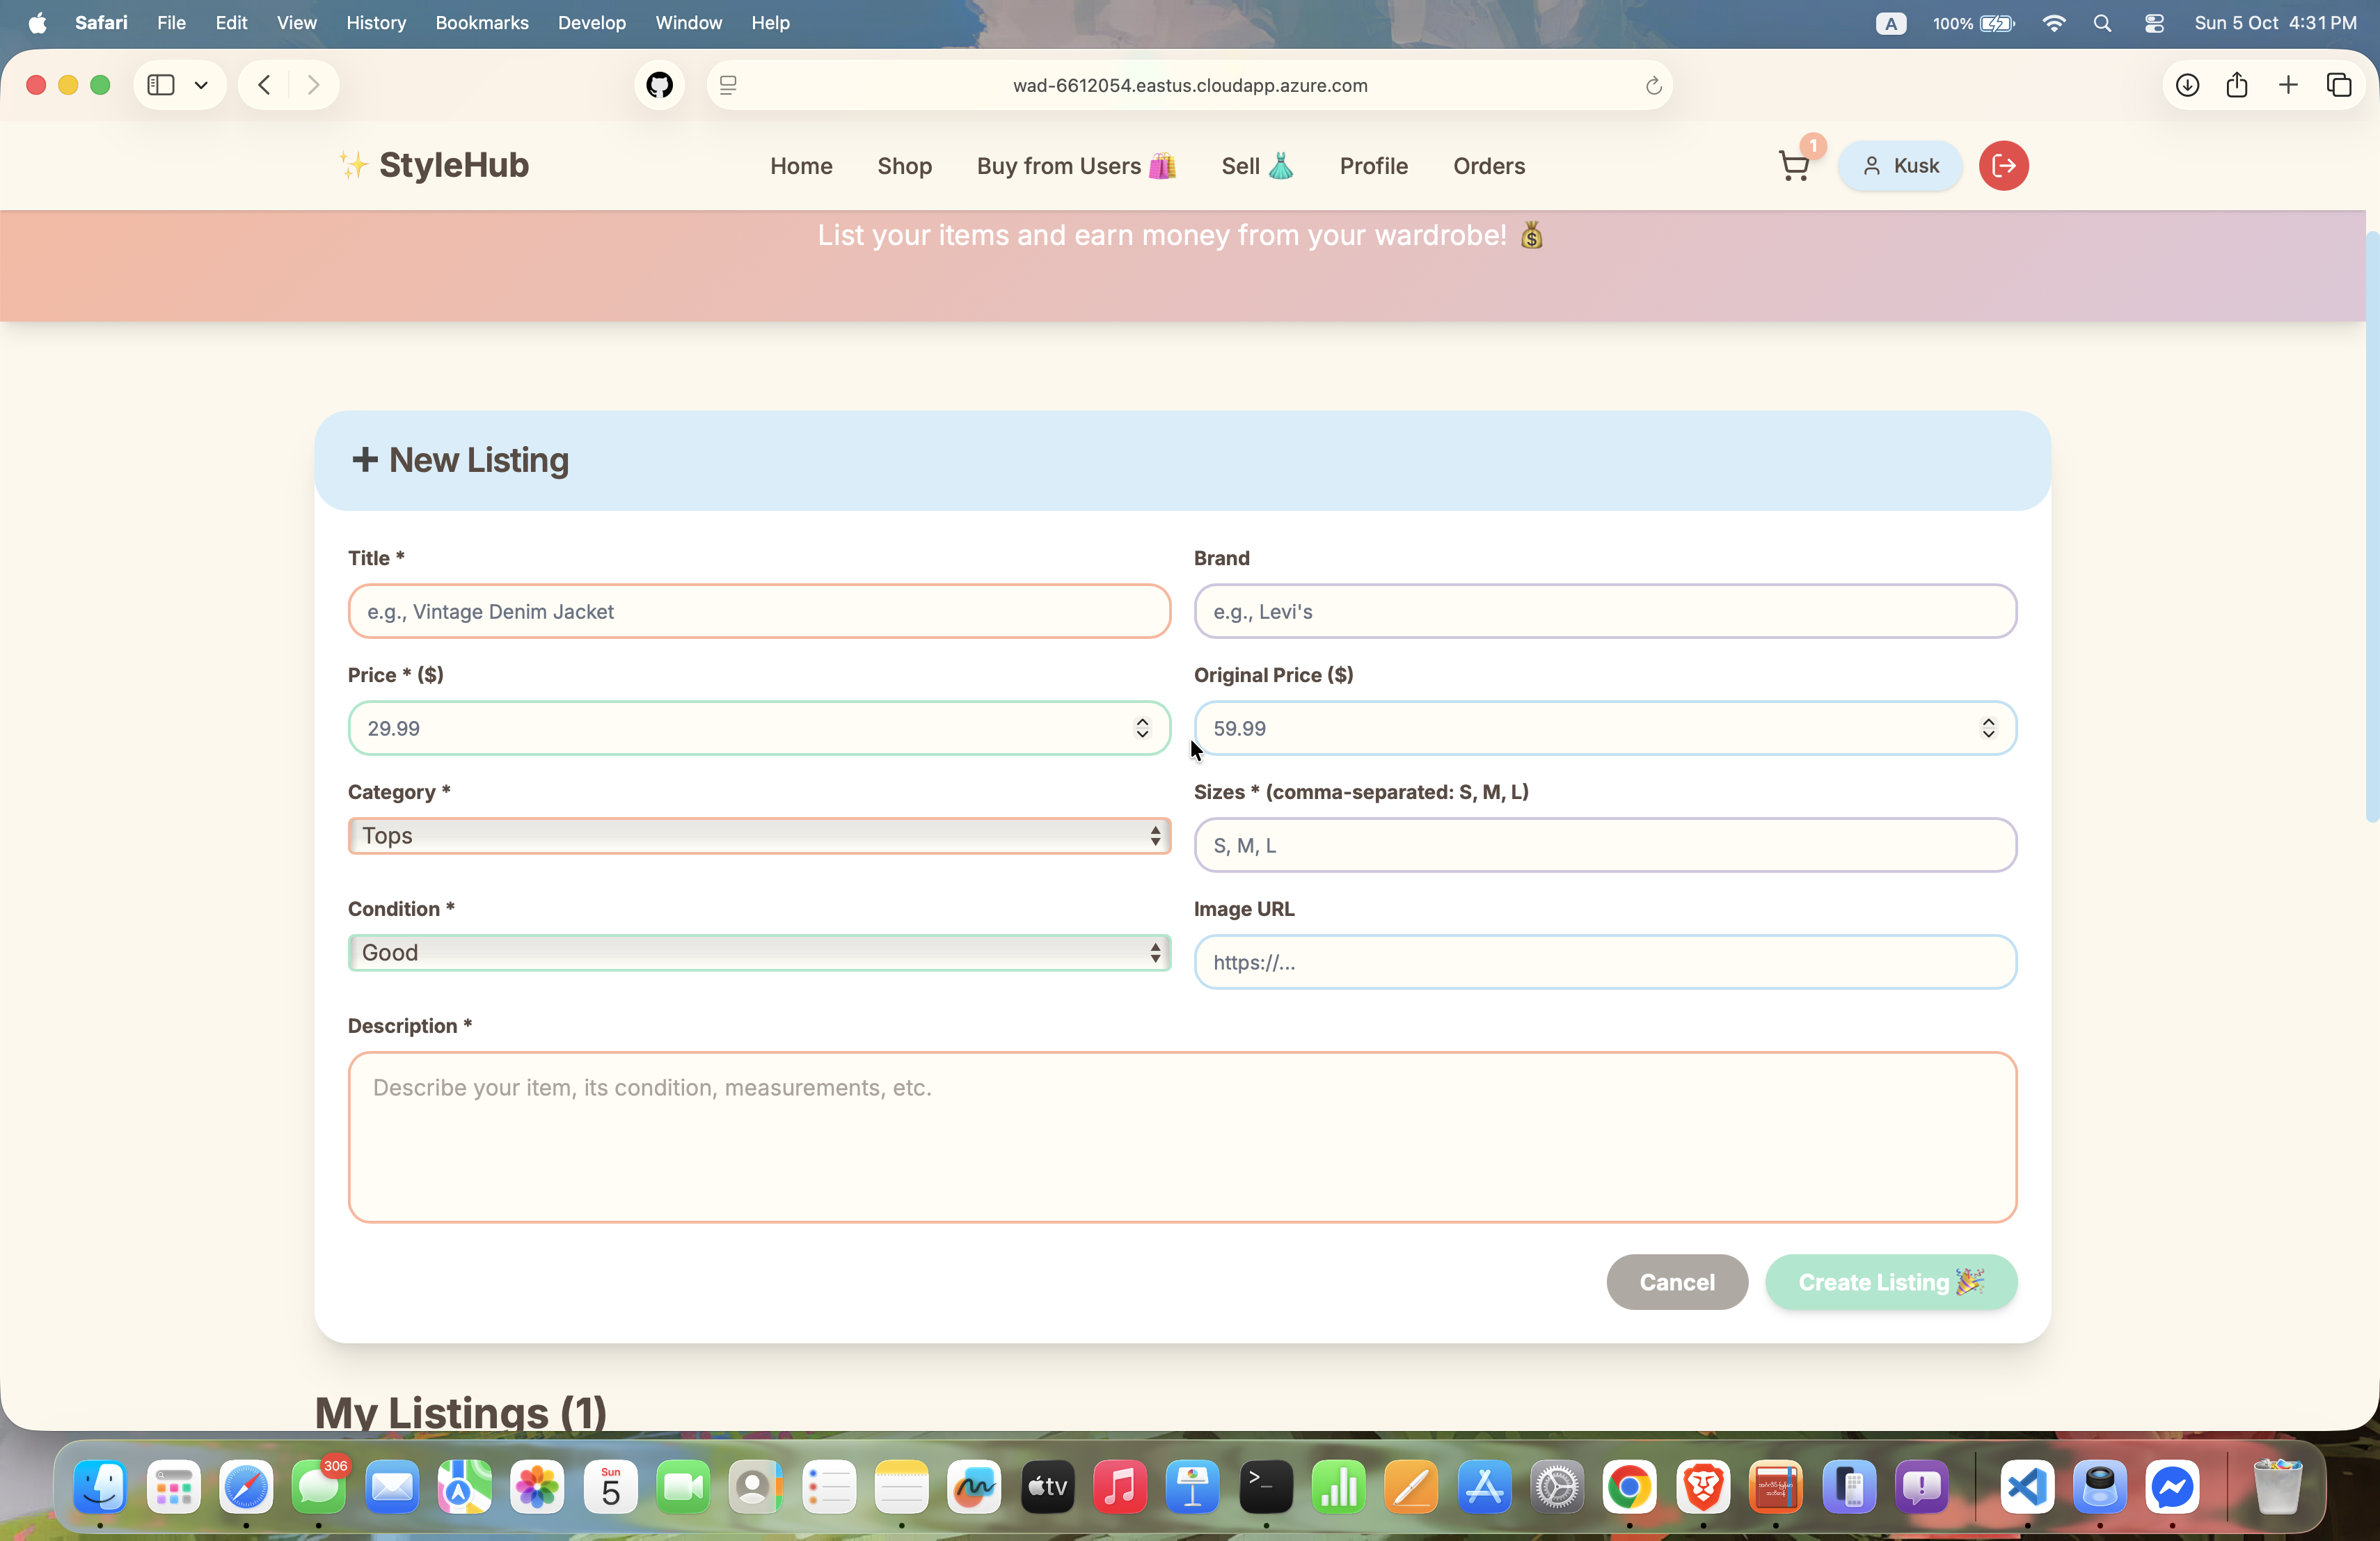 Safari File Edit View History Bookmarks Develop Window Help A 100% Sun 5 Oct 4:31 PM
wad-6612054.eastus.cloudapp.azure.com
✨ StyleHub Home Shop Buy from Users 🛍️ Sell 👗 Profile Orders 1 Kusk
List your items and earn money from your wardrobe! 💰
➕ New Listing
Title * Brand
e.g., Vintage Denim Jacket e.g., Levi's
Price * ($) Original Price ($)
29.99 59.99
Category * Sizes * (comma-separated: S, M, L)
Tops S, M, L
Condition * Image URL
Good https://...
Description *
Describe your item, its condition, measurements, etc.
Cancel Create Listing 🎉
My Listings (1)
306
Sun
5
tv